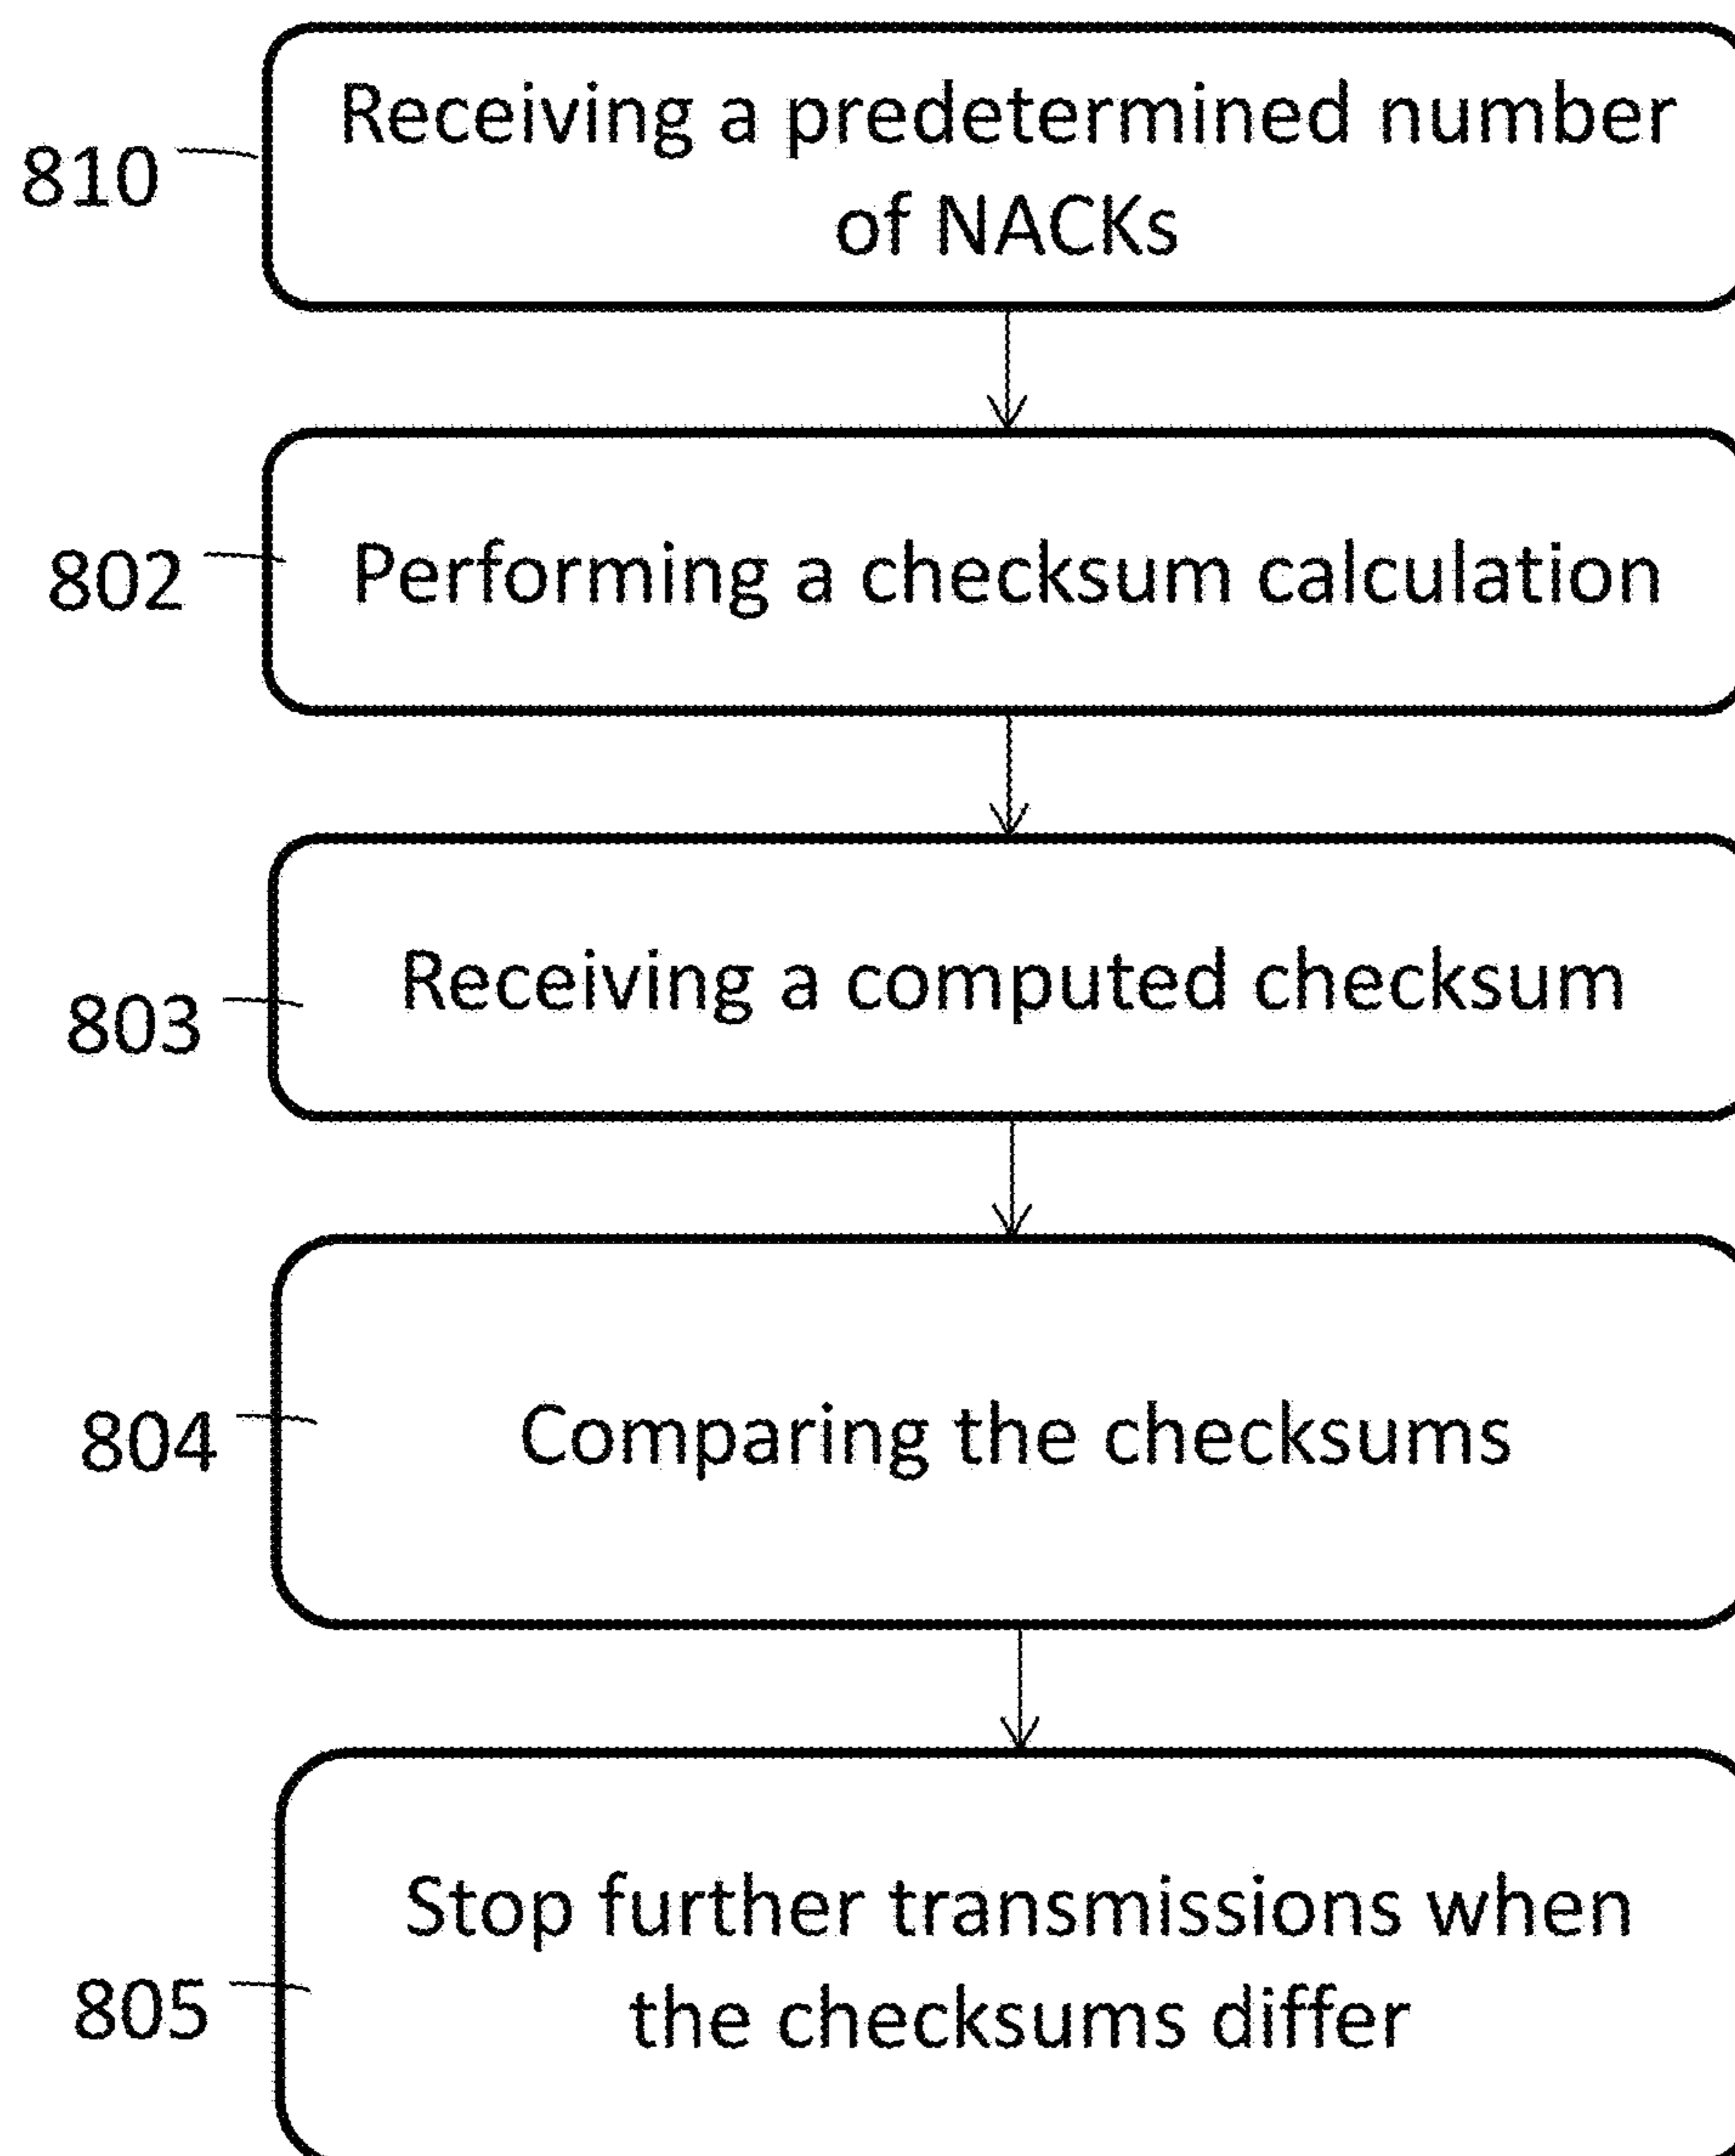 810
Receiving a predetermined number
of NACKs
802
Performing a checksum calculation
803
Receiving a computed checksum
804
Comparing the checksums
Stop further transmissions when
805
the checksums differ